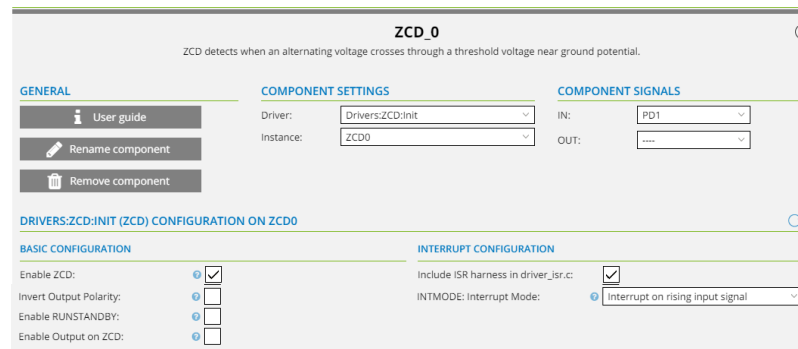 ZCD_0
ZCD detects when an alternating voltage crosses through a threshold voltage near ground potential.
GENERAL
User guide
Rename component
Remove component
COMPONENT SETTINGS
Driver: Drivers:ZCD:Init
Instance: ZCD0
COMPONENT SIGNALS
IN: PD1
OUT: ----
DRIVERS:ZCD:INIT (ZCD) CONFIGURATION ON ZCD0
BASIC CONFIGURATION
Enable ZCD:
Invert Output Polarity:
Enable RUNSTANDBY:
Enable Output on ZCD:
INTERRUPT CONFIGURATION
Include ISR harness in driver_isr.c:
INTMODE: Interrupt Mode: Interrupt on rising input signal